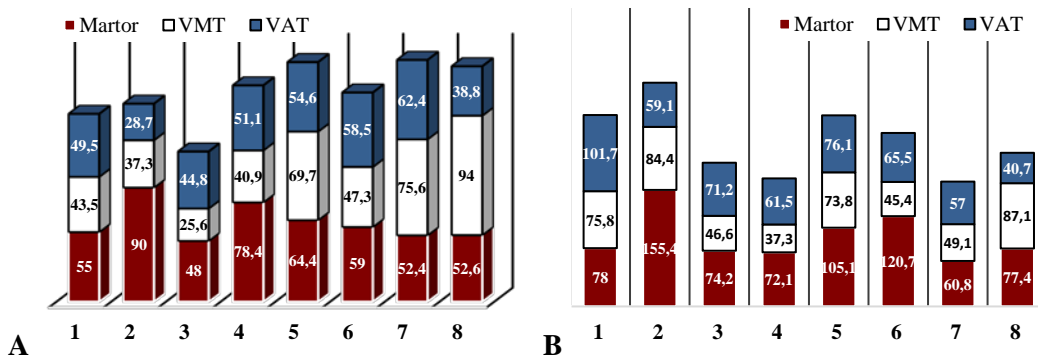 Martor VMT VAT
49,5 28,7 44,8 51,1 54,6 58,5 62,4 38,8
43,5 37,3 25,6 40,9 69,7 47,3 75,6 94
55 90 48 78,4 64,4 59 52,4 52,6
1 2 3 4 5 6 7 8
A
Martor VMT VAT
101,7 59,1 71,2 61,5 76,1 65,5 57 40,7
75,8 84,4 46,6 37,3 73,8 45,4 49,1 87,1
78 155,4 74,2 72,1 105,1 120,7 60,8 77,4
1 2 3 4 5 6 7 8
B